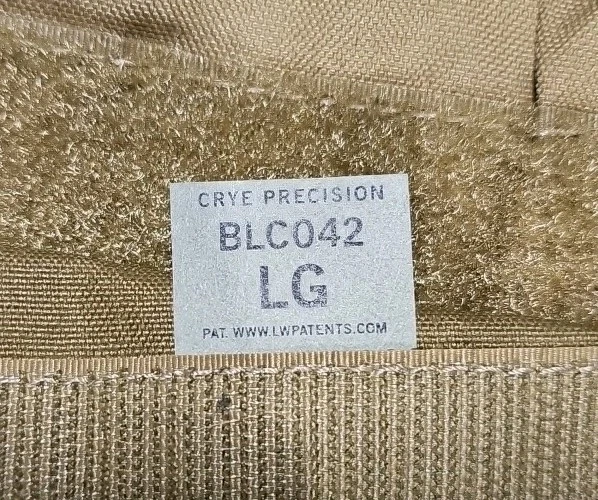 CRYE PRECISION
BLC042
LG
PAT. WWW.LWPATENTS.COM